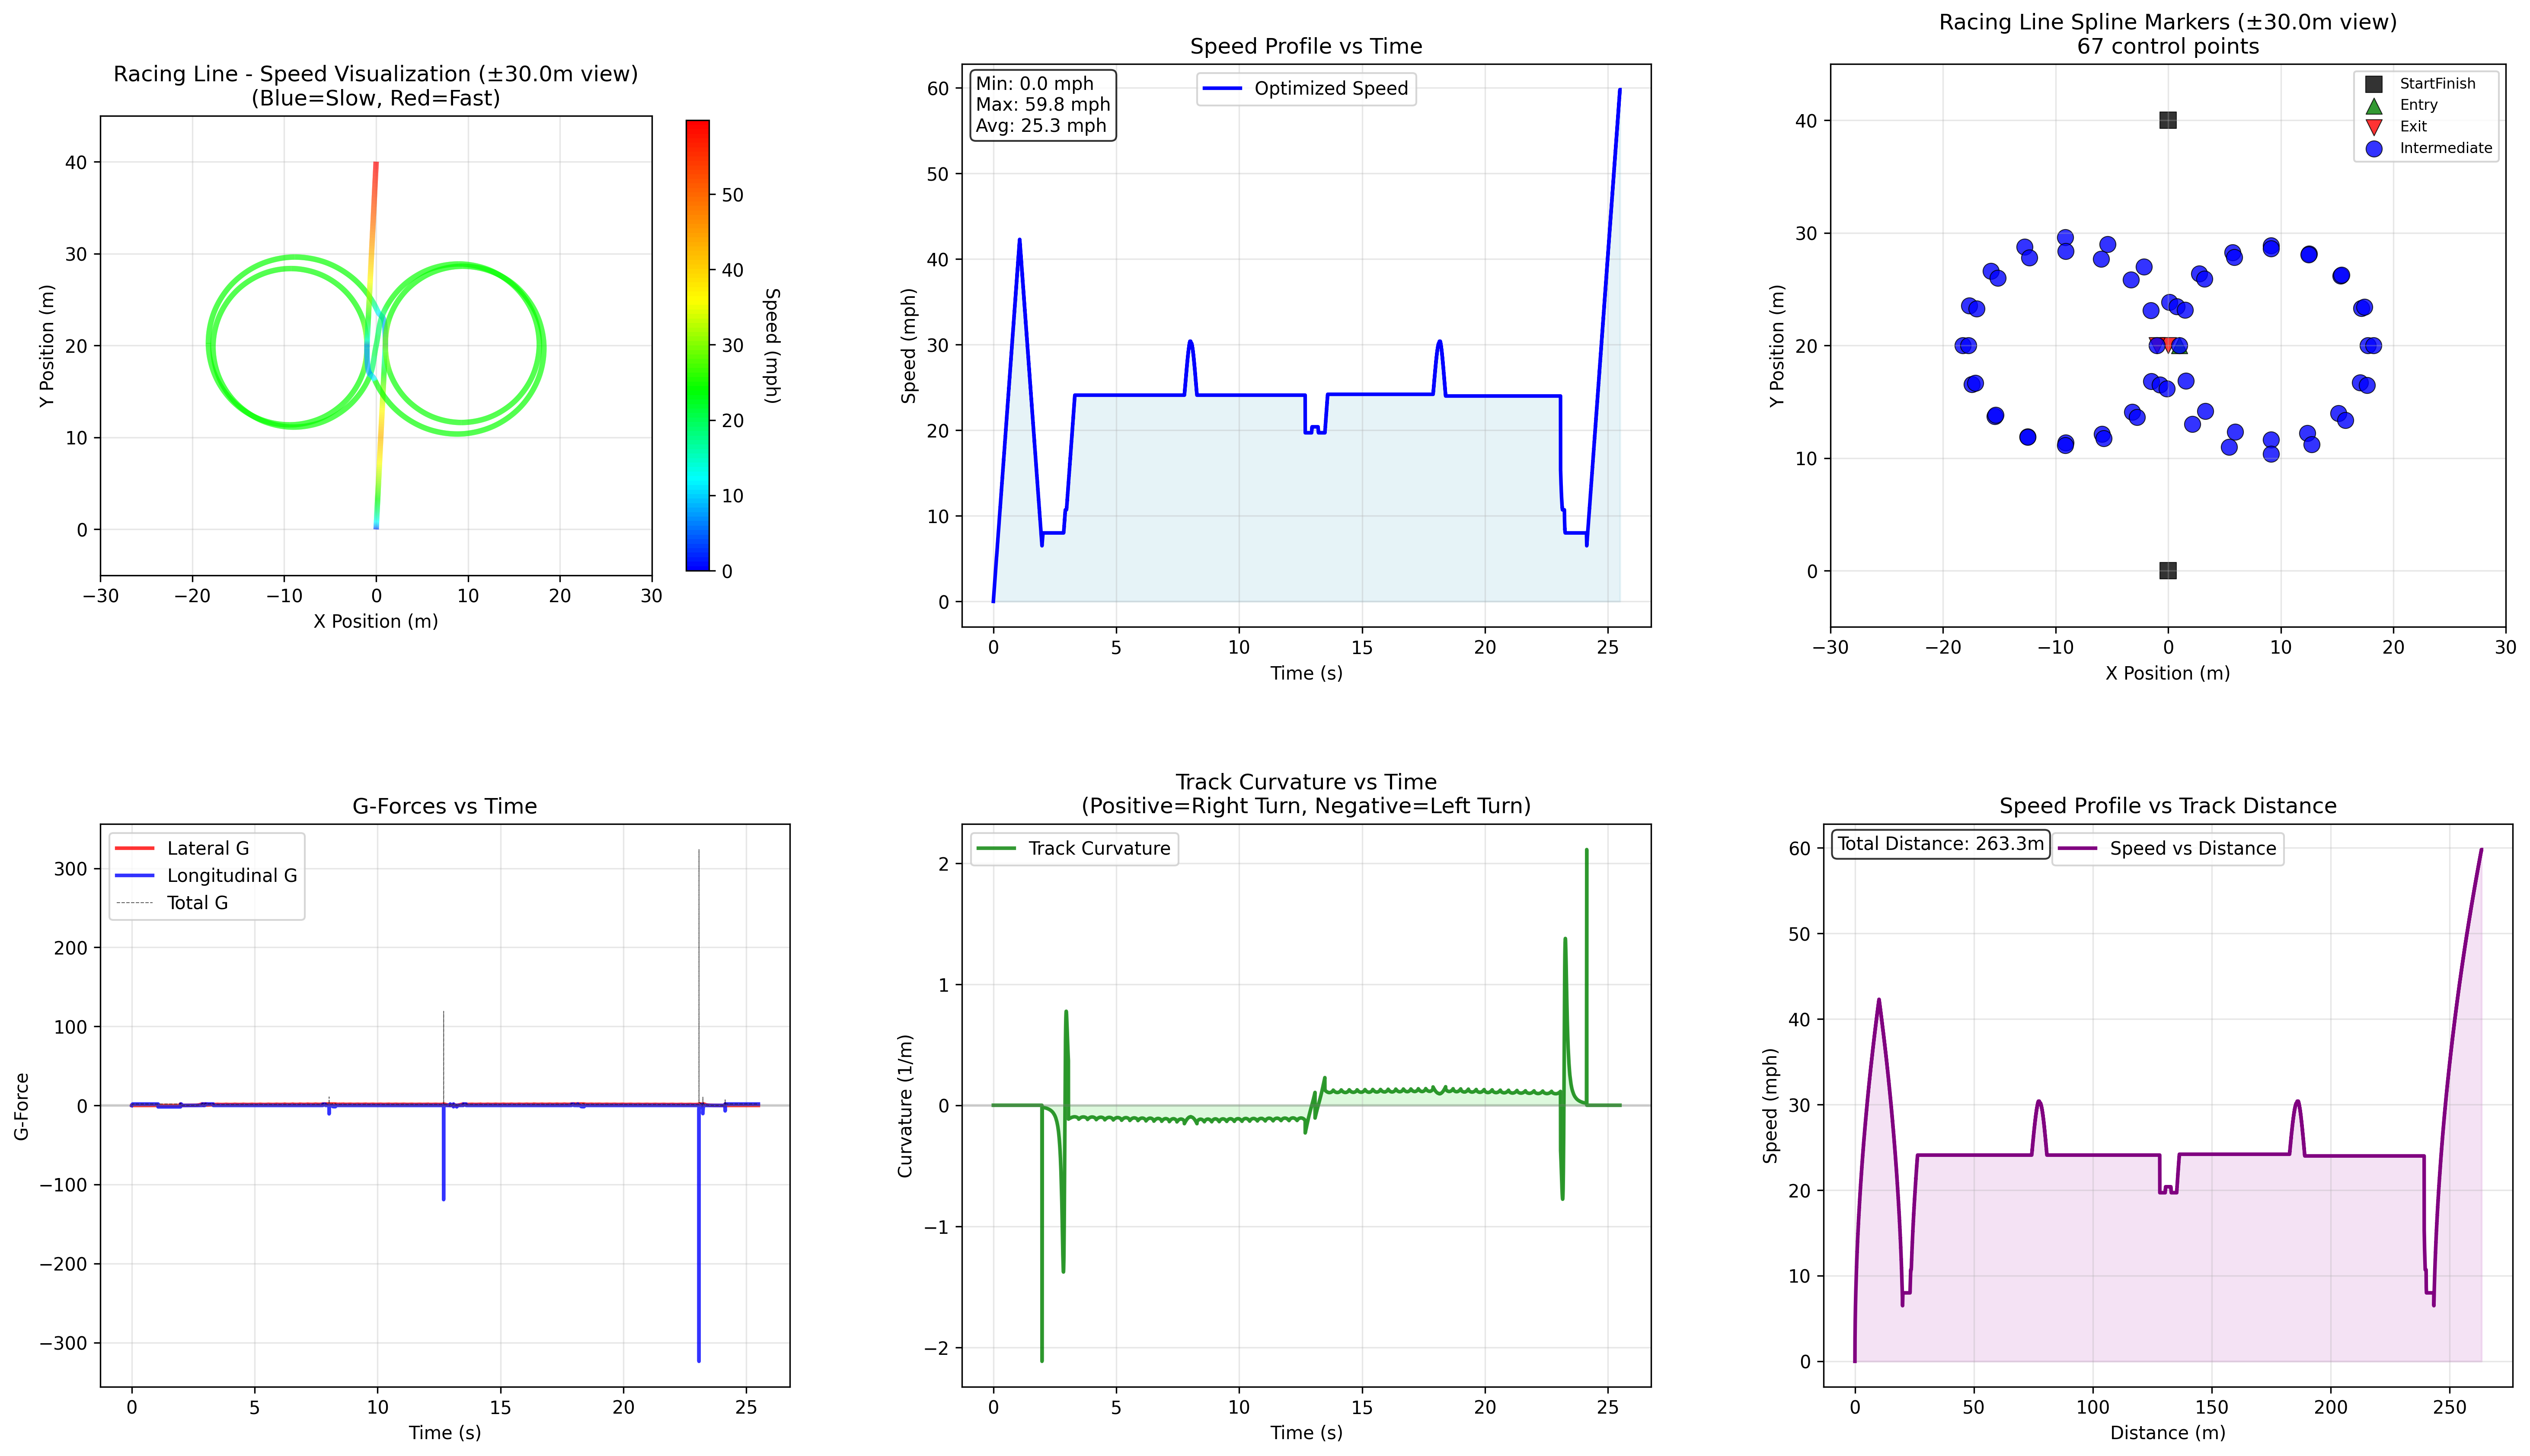 Racing Line - Speed Visualization (±30.0m view)
(Blue=Slow, Red=Fast)
Y Position (m)
40
30
20
10
0
−30
−20
−10
0
10
20
30
X Position (m)
50
40
30
20
10
0
Speed (mph)
Speed Profile vs Time
Min: 0.0 mph
Max: 59.8 mph
Avg: 25.3 mph
Optimized Speed
Speed (mph)
60
50
40
30
20
10
0
0
5
10
15
20
25
Time (s)
Racing Line Spline Markers (±30.0m view)
67 control points
StartFinish
Entry
Exit
Intermediate
Y Position (m)
40
30
20
10
0
−30
−20
−10
0
10
20
30
X Position (m)
G-Forces vs Time
Lateral G
Longitudinal G
Total G
G-Force
300
200
100
0
−100
−200
−300
0
5
10
15
20
25
Time (s)
Track Curvature vs Time
(Positive=Right Turn, Negative=Left Turn)
Track Curvature
Curvature (1/m)
2
1
0
−1
−2
0
5
10
15
20
25
Time (s)
Speed Profile vs Track Distance
Total Distance: 263.3m
Speed vs Distance
Speed (mph)
60
50
40
30
20
10
0
0
50
100
150
200
250
Distance (m)